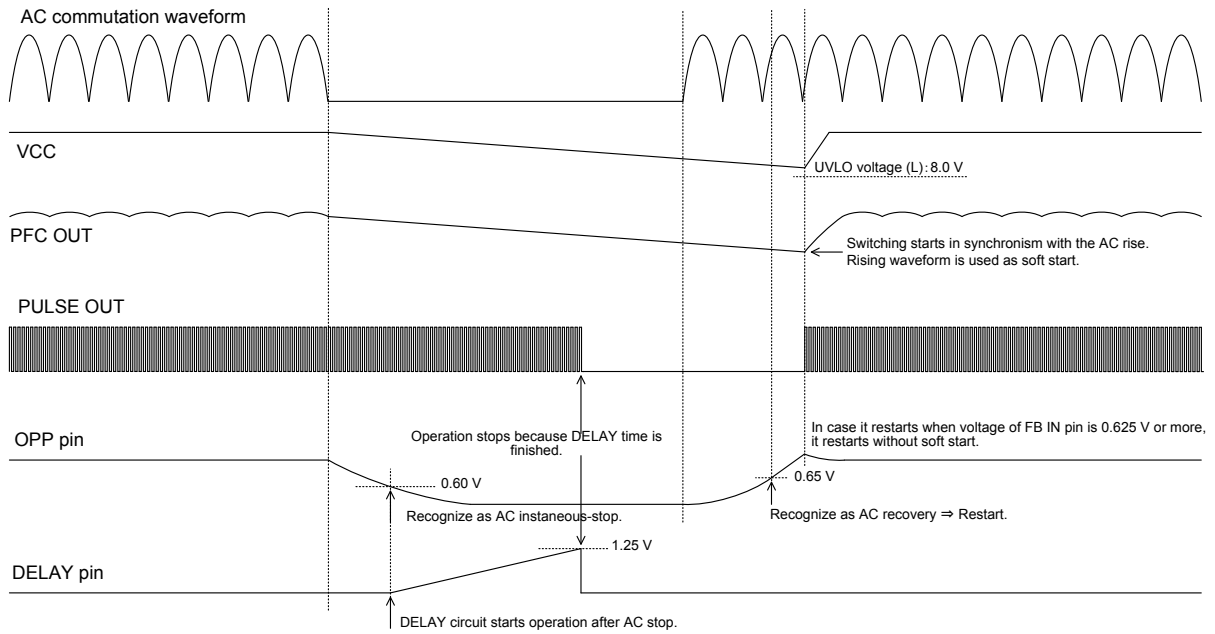 AC commutation waveform
VCC
UVLO voltage (L): 8.0 V
PFC OUT
Switching starts in synchronism with the AC rise.
Rising waveform is used as soft start.
PULSE OUT
OPP pin
Operation stops because DELAY time is
finished.
In case it restarts when voltage of FB IN pin is 0.625 V or more,
it restarts without soft start.
0.60 V
0.65 V
Recognize as AC instaneous-stop.
Recognize as AC recovery ⇒ Restart.
1.25 V
DELAY pin
DELAY circuit starts operation after AC stop.